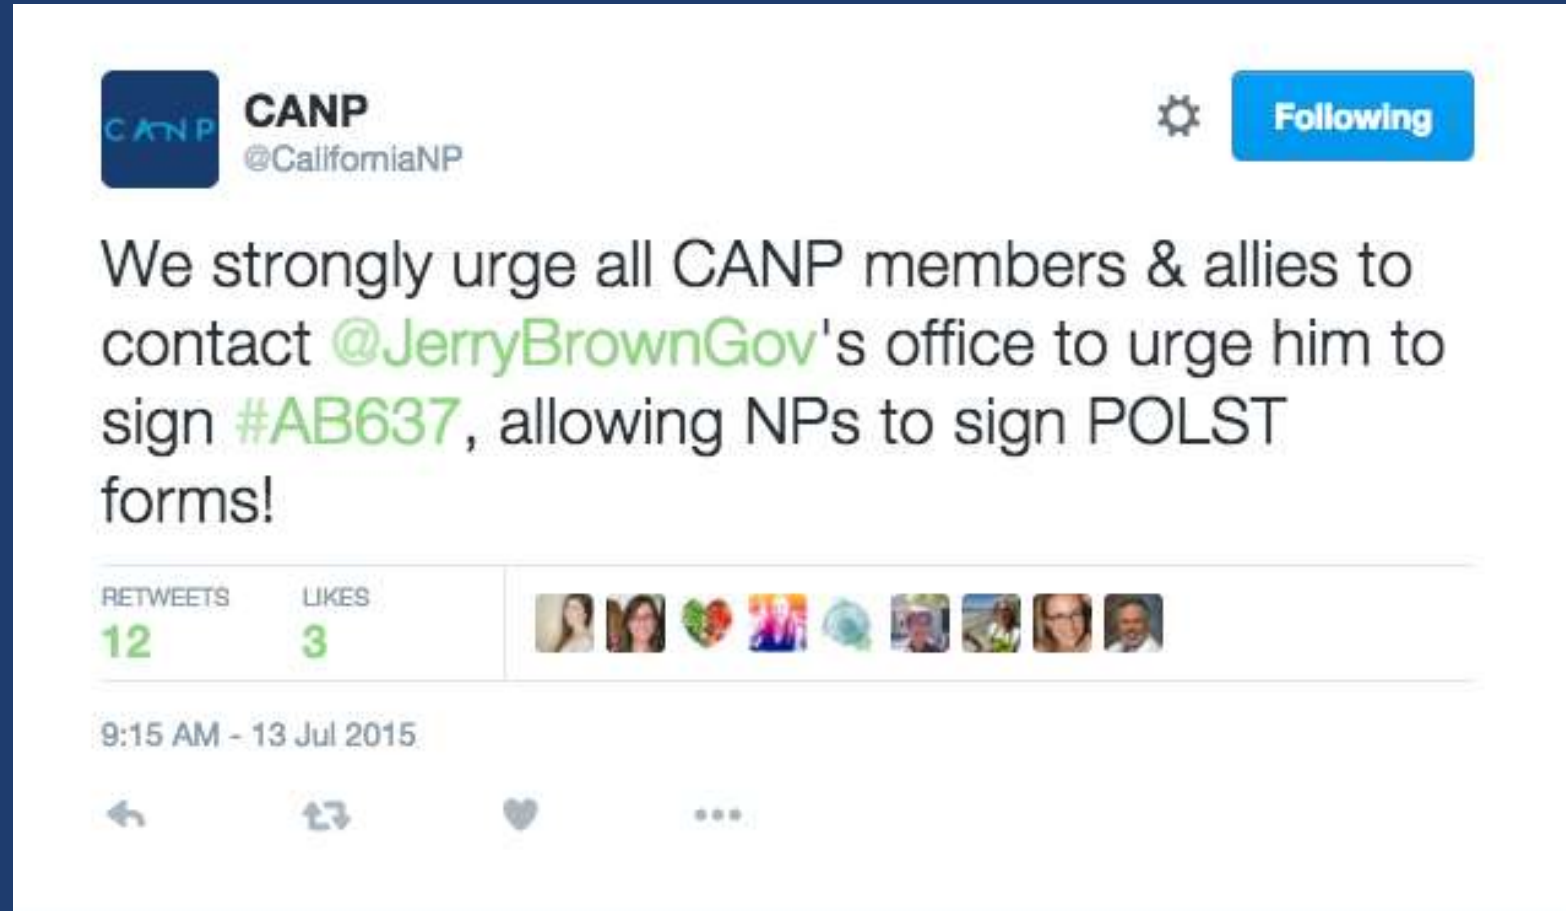 CANP
CANP
@CaliforniaNP
Following
We strongly urge all CANP members & allies to
contact @JerryBrownGov's office to urge him to
sign #AB637, allowing NPs to sign POLST
forms!
RETWEETS
LIKES
12
3
9:15 AM - 13 Jul 2015